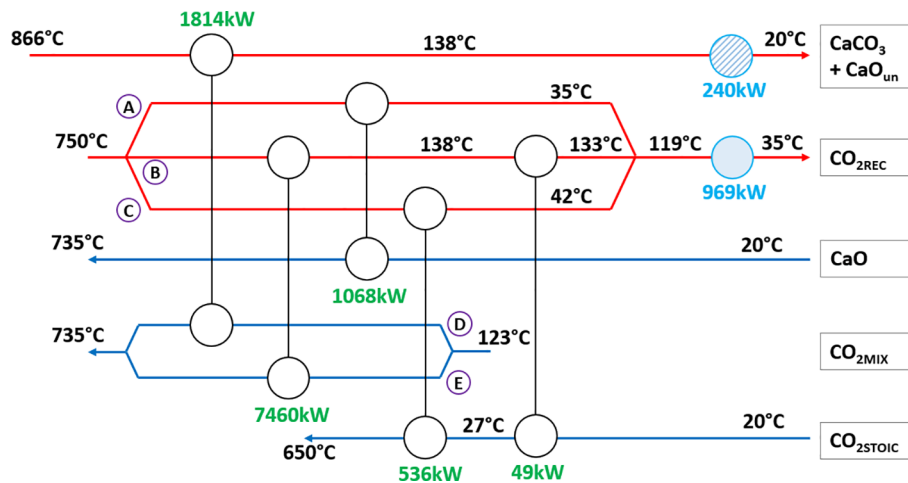 1814kW
866°C
138°C
20°C
CaCO₃
+ CaOᵤₙ
240kW
A
35°C
750°C
138°C
133°C
119°C
35°C
CO₂REC
B
C
42°C
969kW
735°C
20°C
CaO
1068kW
D
735°C
123°C
CO₂MIX
E
7460kW
27°C
20°C
CO₂STOIC
650°C
536kW
49kW